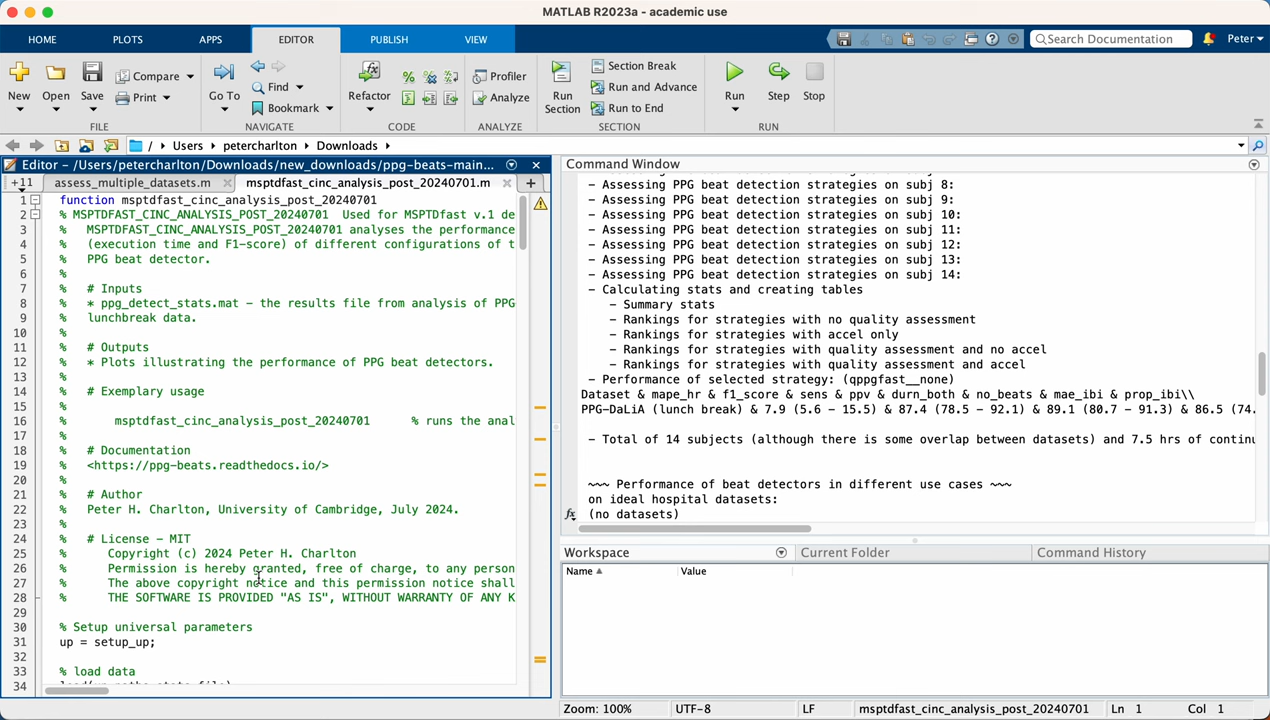 MATLAB R2023a - academic use
HOME PLOTS APPS EDITOR PUBLISH VIEW
Search Documentation
Peter
New
Open
Save
Compare
Print
FILE
Go To
Find
Bookmark
NAVIGATE
Refactor
CODE
Profiler
Analyze
ANALYZE
Run Section
Section Break
Run and Advance
Run to End
SECTION
Run
Step
Stop
RUN
/ Users petercharlton Downloads
Editor - /Users/petercharlton/Downloads/new_downloads/ppg-beats-main...
+11 assess_multiple_datasets.m msptdfast_cinc_analysis_post_20240701.m
1 function msptdfast_cinc_analysis_post_20240701
2 % MSPTDFAST_CINC_ANALYSIS_POST_20240701 Used for MSPTDfast v.1 de
3 % MSPTDFAST_CINC_ANALYSIS_POST_20240701 analyses the performance
4 % (execution time and F1-score) of different configurations of t
5 % PPG beat detector.
6 %
7 % # Inputs
8 % * ppg_detect_stats.mat - the results file from analysis of PPG
9 % lunchbreak data.
10 %
11 % # Outputs
12 % * Plots illustrating the performance of PPG beat detectors.
13 %
14 % # Exemplary usage
15 %
16 % msptdfast_cinc_analysis_post_20240701 % runs the anal
17 %
18 % # Documentation
19 % <https://ppg-beats.readthedocs.io/>
20 %
21 % # Author
22 % Peter H. Charlton, University of Cambridge, July 2024.
23 %
24 % # License - MIT
25 % Copyright (c) 2024 Peter H. Charlton
26 % Permission is hereby granted, free of charge, to any person
27 % The above copyright notice and this permission notice shall
28 % THE SOFTWARE IS PROVIDED "AS IS", WITHOUT WARRANTY OF ANY K
29
30 % Setup universal parameters
31 up = setup_up;
32
33 % load data
34
Command Window
- Assessing PPG beat detection strategies on subj 8:
- Assessing PPG beat detection strategies on subj 9:
- Assessing PPG beat detection strategies on subj 10:
- Assessing PPG beat detection strategies on subj 11:
- Assessing PPG beat detection strategies on subj 12:
- Assessing PPG beat detection strategies on subj 13:
- Assessing PPG beat detection strategies on subj 14:
- Calculating stats and creating tables
- Summary stats
- Rankings for strategies with no quality assessment
- Rankings for strategies with accel only
- Rankings for strategies with quality assessment and no accel
- Rankings for strategies with quality assessment and accel
- Performance of selected strategy: (qppgfast__none)
Dataset & mape_hr & f1_score & sens & ppv & durn_both & no_beats & mae_ibi & prop_ibi\\
PPG-DaLiA (lunch break) & 7.9 (5.6 - 15.5) & 87.4 (78.5 - 92.1) & 89.1 (80.7 - 91.3) & 86.5 (74.
- Total of 14 subjects (although there is some overlap between datasets) and 7.5 hrs of continu
~~~ Performance of beat detectors in different use cases ~~~
on ideal hospital datasets:
fx (no datasets)
Workspace
Current Folder
Command History
Name Value
Zoom: 100% UTF-8 LF msptdfast_cinc_analysis_post_20240701 Ln 1 Col 1